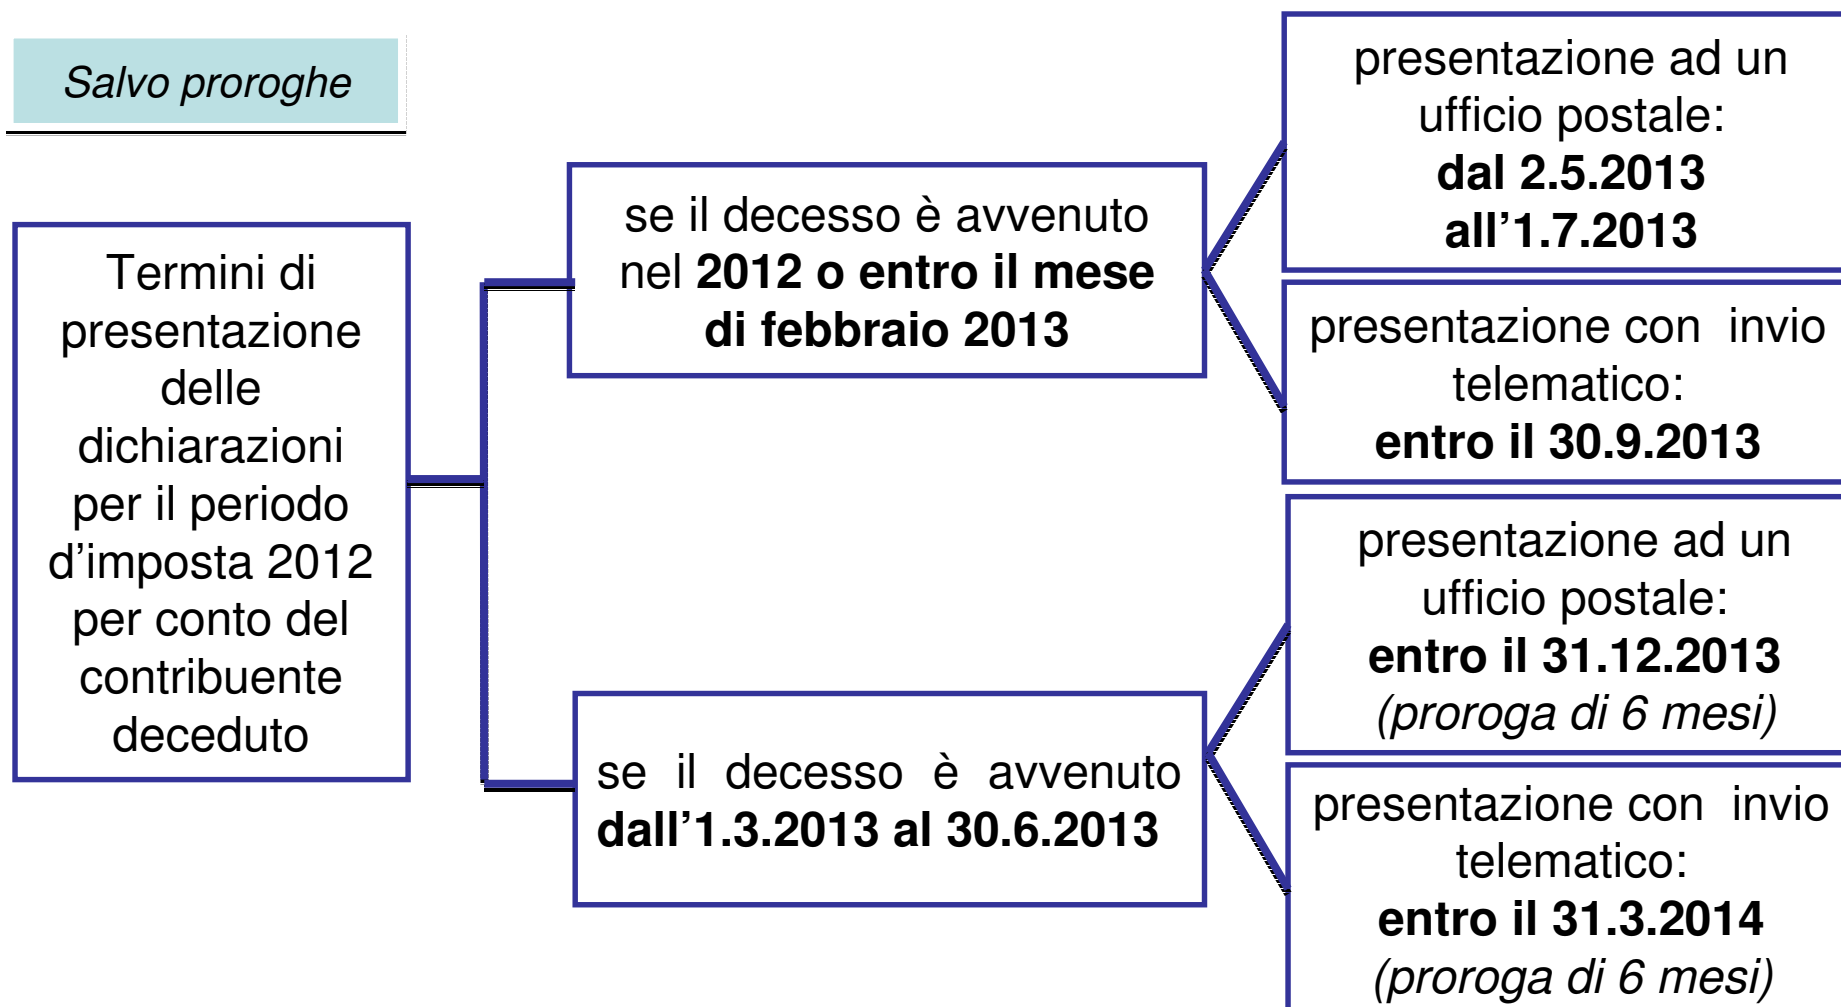 Salvo proroghe
Termini di
presentazione
delle
dichiarazioni
per il periodo
d'imposta 2012
per conto del
contribuente
deceduto
se il decesso è avvenuto
nel 2012 o entro il mese
di febbraio 2013
presentazione ad un
ufficio postale:
dal 2.5.2013
all'1.7.2013
presentazione con invio
telematico:
entro il 30.9.2013
se il decesso è avvenuto
dall'1.3.2013 al 30.6.2013
presentazione ad un
ufficio postale:
entro il 31.12.2013
(proroga di 6 mesi)
presentazione con invio
telematico:
entro il 31.3.2014
(proroga di 6 mesi)